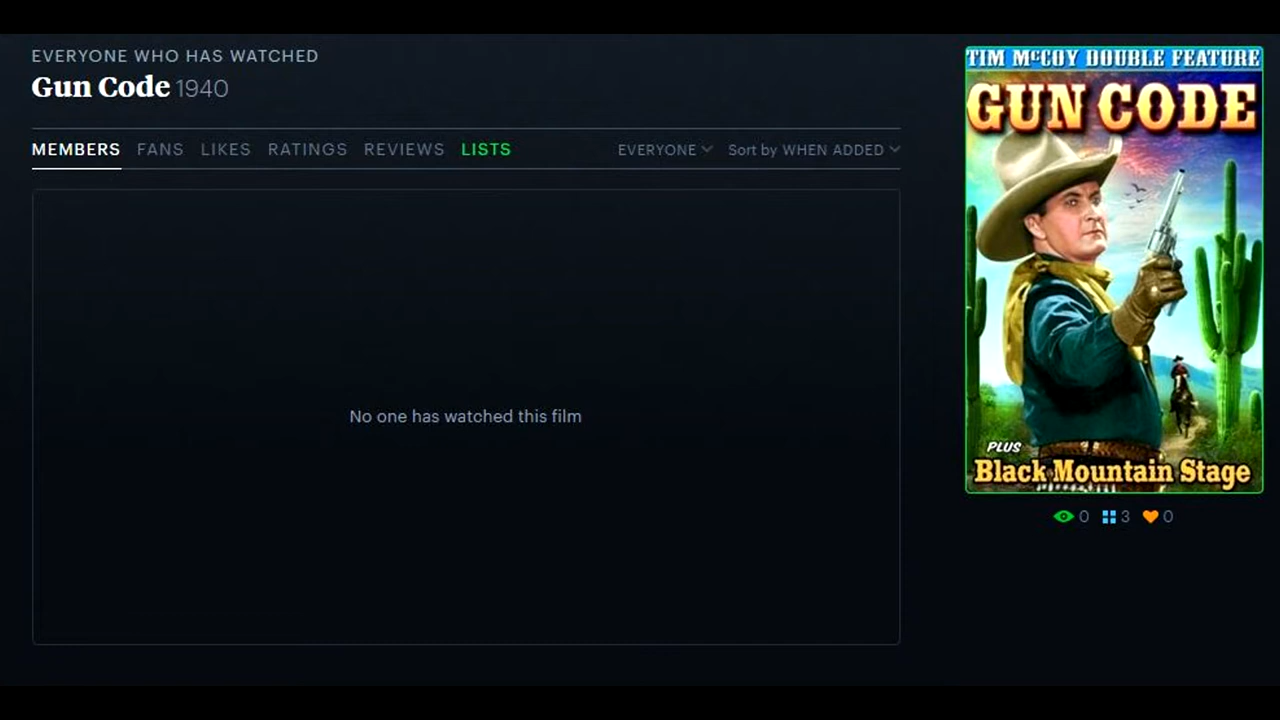 EVERYONE WHO HAS WATCHED
Gun Code 1940
MEMBERS FANS LIKES RATINGS REVIEWS LISTS
EVERYONE Sort by WHEN ADDED
No one has watched this film
TIM McCOY DOUBLE FEATURE
GUN CODE
PLUS
Black Mountain Stage
0 3 0